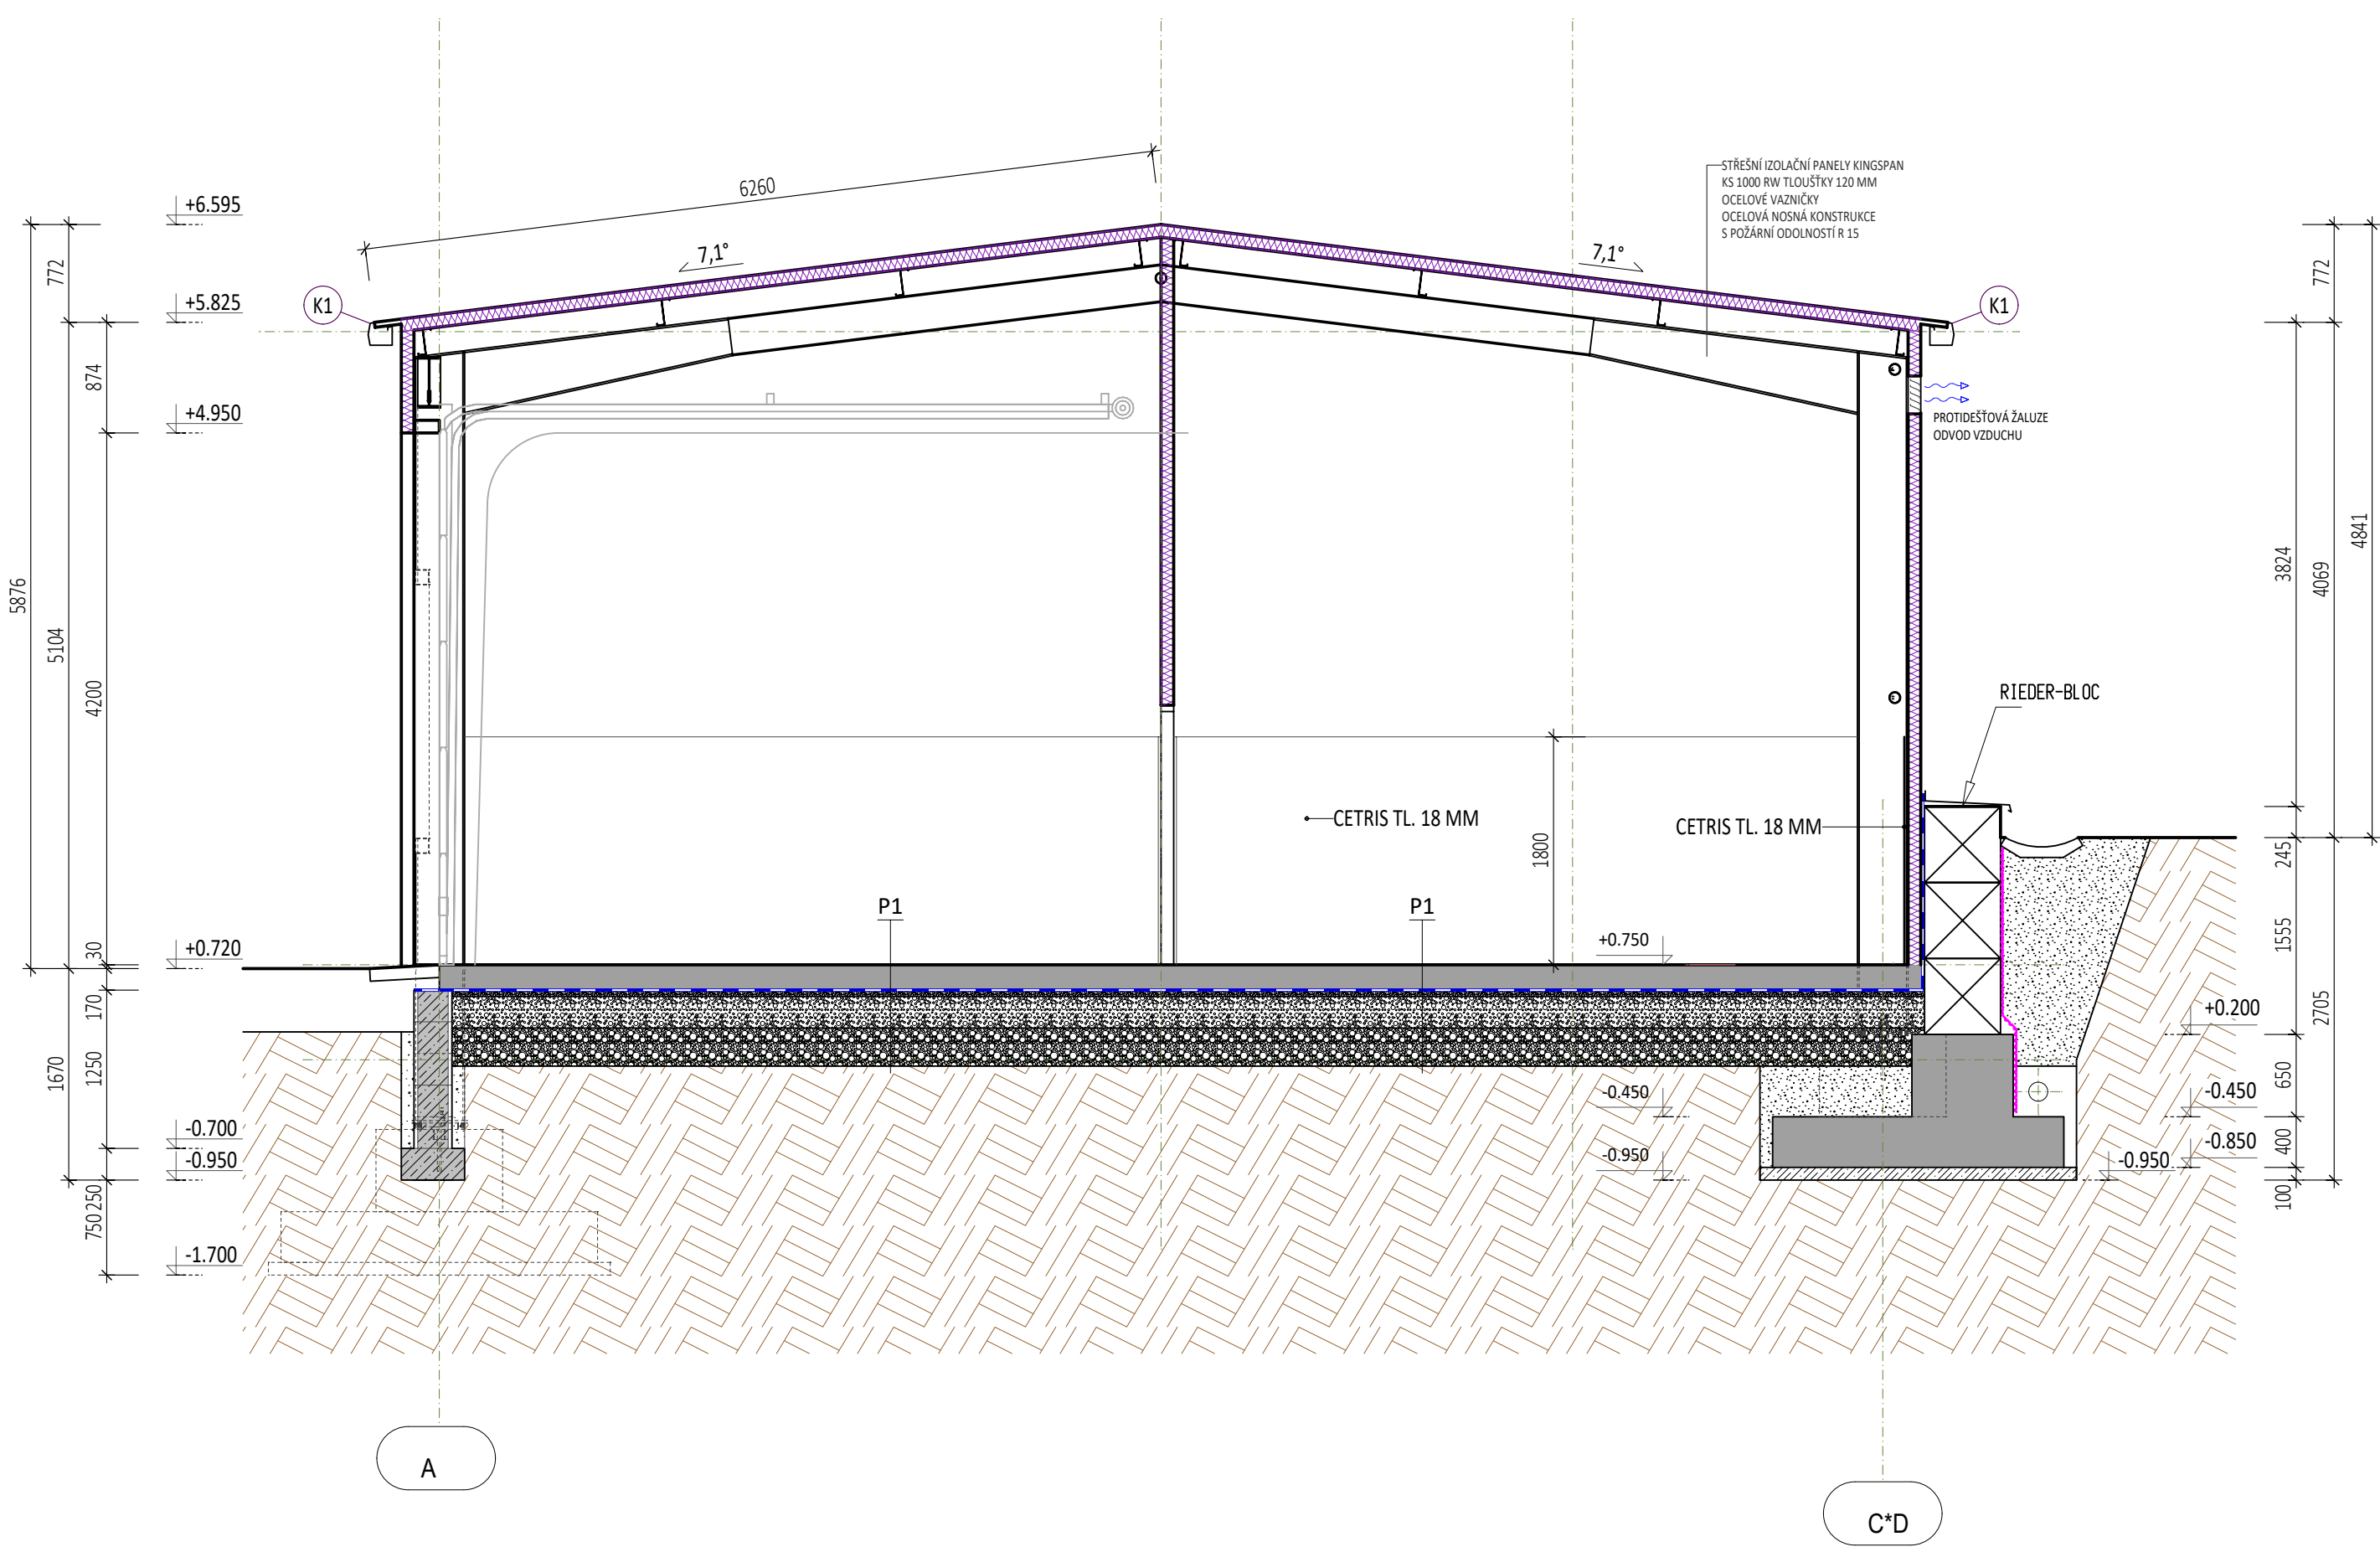 6260
STŘEŠNÍ IZOLAČNÍ PANELY KINGSPAN
KS 1000 RW TLOUŠŤKY 120 MM
OCELOVÉ VAZNIČKY
OCELOVÁ NOSNÁ KONSTRUKCE
S POŽÁRNÍ ODOLNOSTÍ R 15
+6.595
7,1°
7,1°
772
772
+5.825
K1
K1
874
+4.950
PROTIDEŠŤOVÁ ŽALUZE
ODVOD VZDUCHU
5876
5104
4200
3824
4069
4841
RIEDER-BLOC
CETRIS TL. 18 MM
CETRIS TL. 18 MM
1800
245
P1
P1
+0.750
1555
30
+0.720
170
+0.200
2705
1670
1250
650
-0.450
-0.450
-0.700
-0.850
400
-0.950
-0.950
-0.950
250
100
750
-1.700
A
C*D